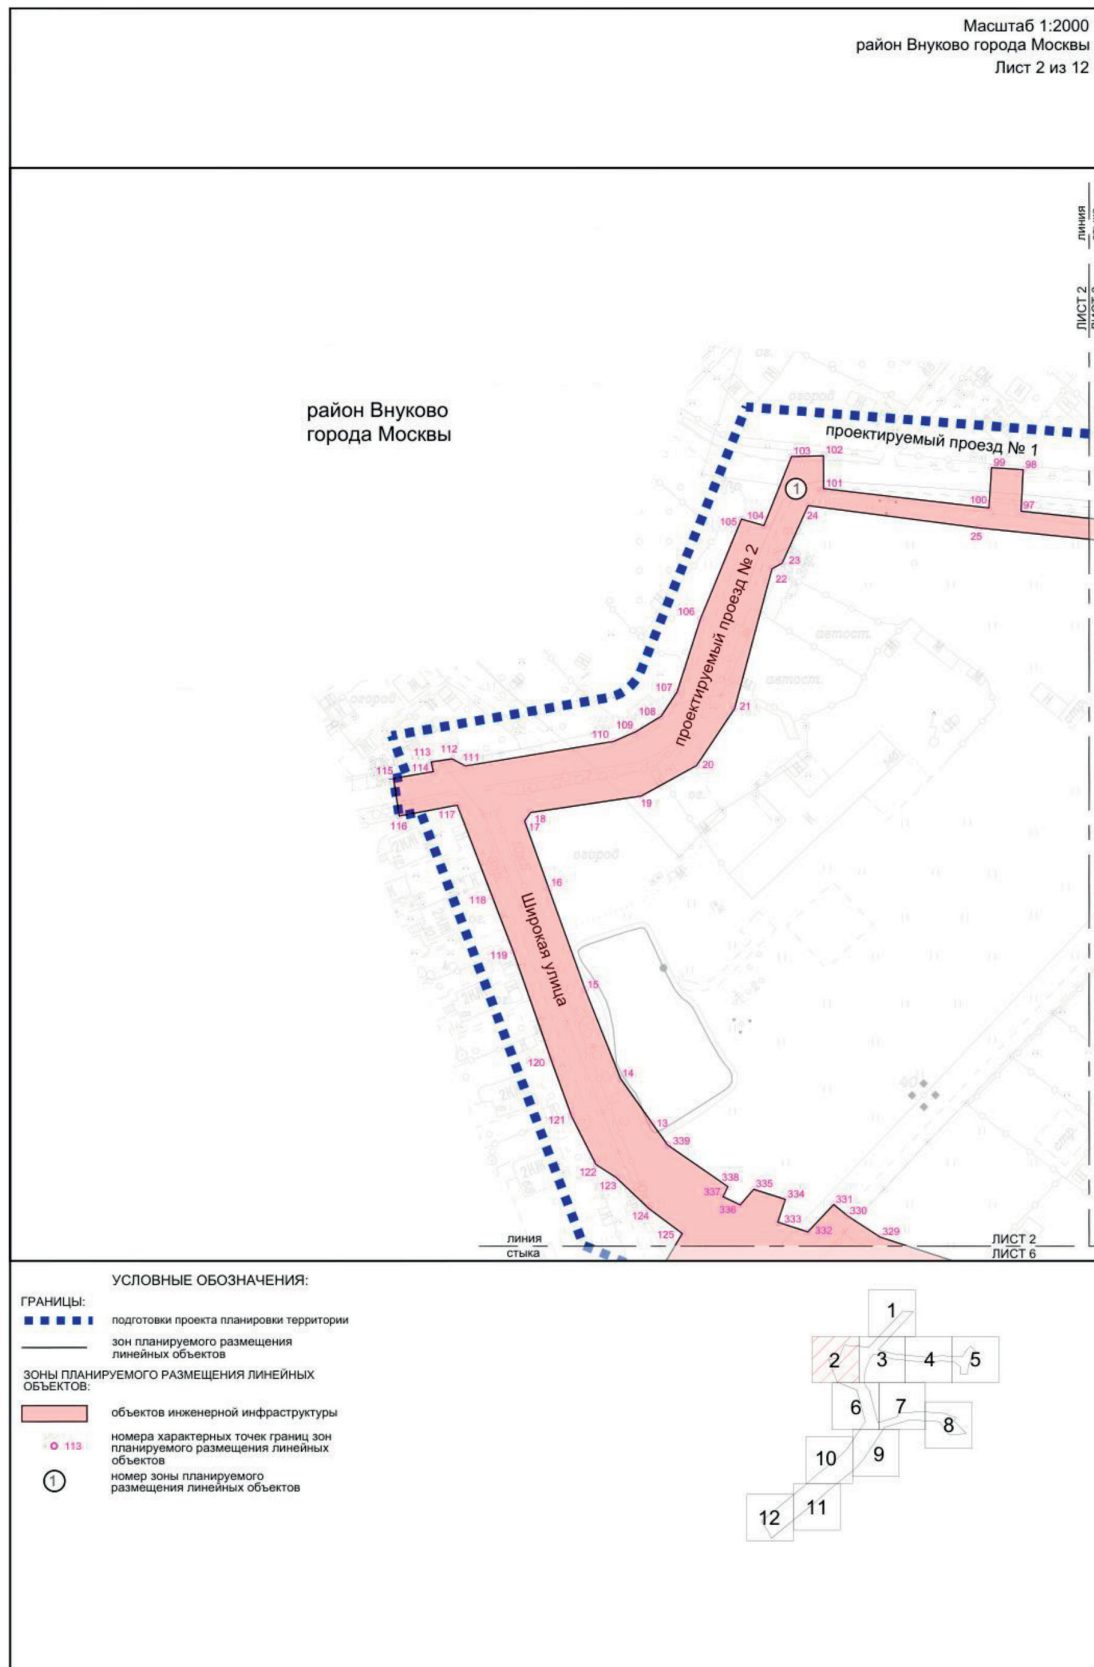 Масштаб 1:2000
район Внуково города Москвы
Лист 2 из 12
линия
ЛИСТ 2
район Внуково
города Москвы
ог.
огород
проектируемый проезд № 1
103
102
99
98
1
101
100
97
105
104
24
25
23
22
проектируемый проезд № 2
106
автост.
автост.
107
огород
108
21
109
110
113
112
111
115
114
20
ог.
19
116
117
18
17
огород
16
118
Широкая улица
119
15
120
14
121
13
339
122
338
335
123
337
334
331
336
330
124
333
332
329
125
линия
стыка
ЛИСТ 2
ЛИСТ 6
УСЛОВНЫЕ ОБОЗНАЧЕНИЯ:
ГРАНИЦЫ:
подготовки проекта планировки территории
зон планируемого размещения
линейных объектов
ЗОНЫ ПЛАНИРУЕМОГО РАЗМЕЩЕНИЯ ЛИНЕЙНЫХ
ОБЪЕКТОВ:
объектов инженерной инфраструктуры
113
номера характерных точек границ зон
планируемого размещения линейных
объектов
1
номер зоны планируемого
размещения линейных объектов
1
2 3 4 5
6 7
8
10 9
12 11